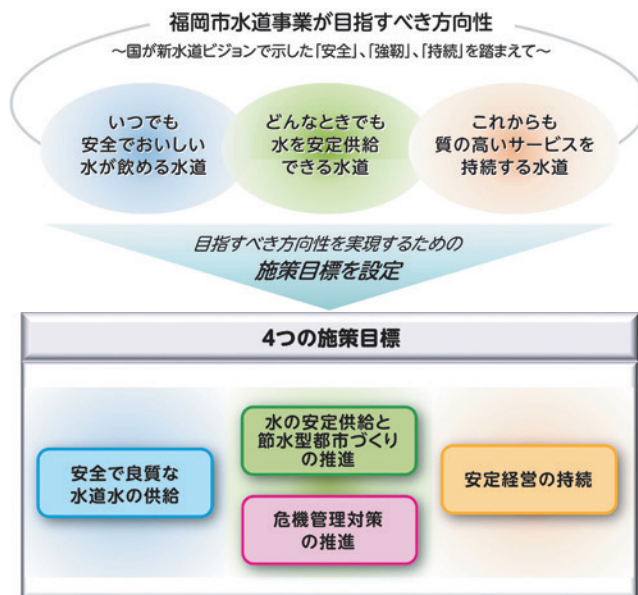 福岡市水道事業が目指すべき方向性
～国が新水道ビジョンで示した「安全」、「強靭」、「持続」を踏まえて～
いつでも
安全でおいしい
水が飲める水道
どんなときでも
水を安定供給
できる水道
これからも
質の高いサービスを
持続する水道
目指すべき方向性を実現するための
施策目標を設定
4つの施策目標
安全で良質な
水道水の供給
水の安定供給と
節水型都市づくり
の推進
危機管理対策
の推進
安定経営の持続